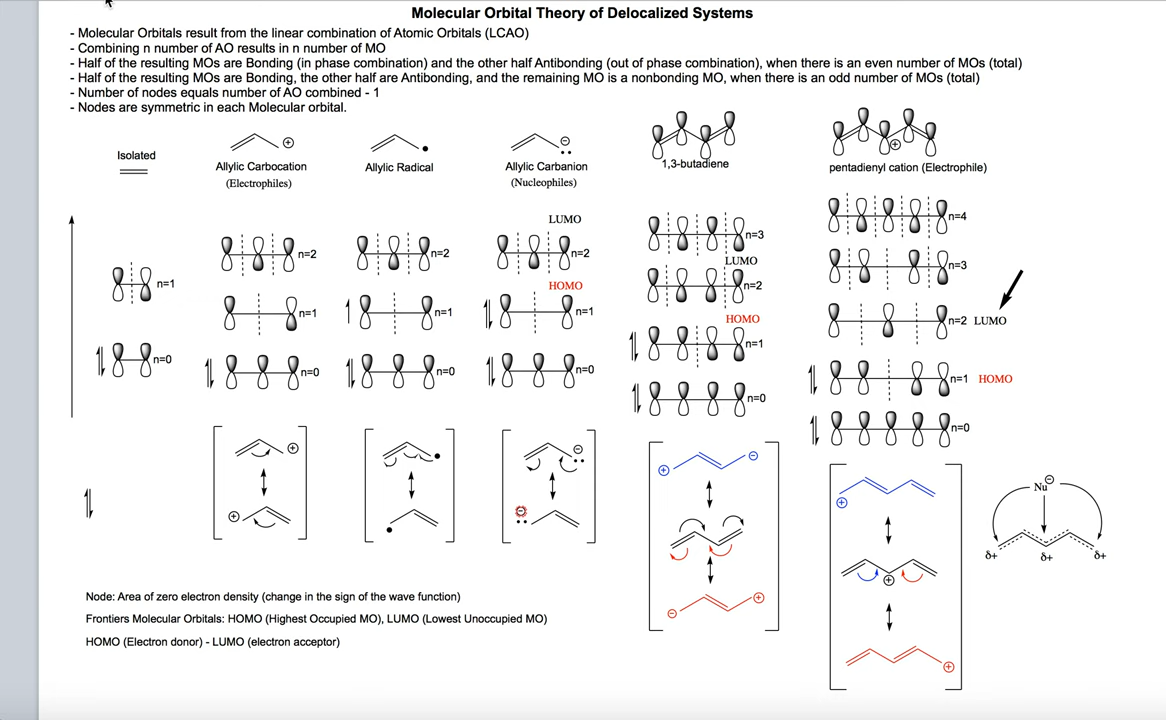 Molecular Orbital Theory of Delocalized Systems
- Molecular Orbitals result from the linear combination of Atomic Orbitals (LCAO)
- Combining n number of AO results in n number of MO
- Half of the resulting MOs are Bonding (in phase combination) and the other half Antibonding (out of phase combination), when there is an even number of MOs (total)
- Half of the resulting MOs are Bonding, the other half are Antibonding, and the remaining MO is a nonbonding MO, when there is an odd number of MOs (total)
- Number of nodes equals number of AO combined - 1
- Nodes are symmetric in each Molecular orbital.
Isolated
n=1
n=0
Allylic Carbocation
(Electrophiles)
n=2
n=1
n=0
Allylic Radical
n=2
n=1
n=0
Allylic Carbanion
(Nucleophiles)
LUMO
n=2
HOMO
n=1
n=0
1,3-butadiene
n=3
LUMO
n=2
HOMO
n=1
n=0
pentadienyl cation (Electrophile)
n=4
n=3
n=2 LUMO
n=1 HOMO
n=0
Nu
δ+
δ+
δ+
Node: Area of zero electron density (change in the sign of the wave function)
Frontiers Molecular Orbitals: HOMO (Highest Occupied MO), LUMO (Lowest Unoccupied MO)
HOMO (Electron donor) - LUMO (electron acceptor)